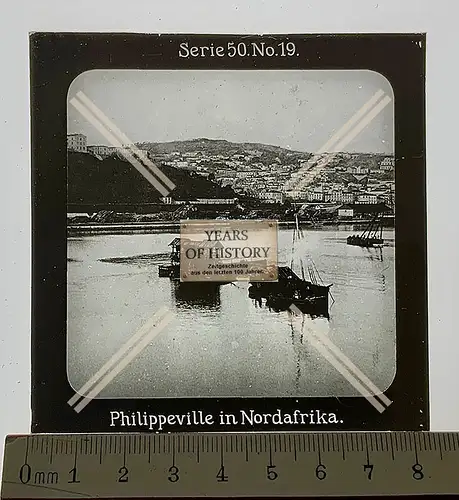 Serie 50. No. 19.
YEARS
OF HISTORY
Zeitgeschichte
aus den letzten 100 Jahren
Philippeville in Nordafrika.
0mm 1 2 3 4 5 6 7 8